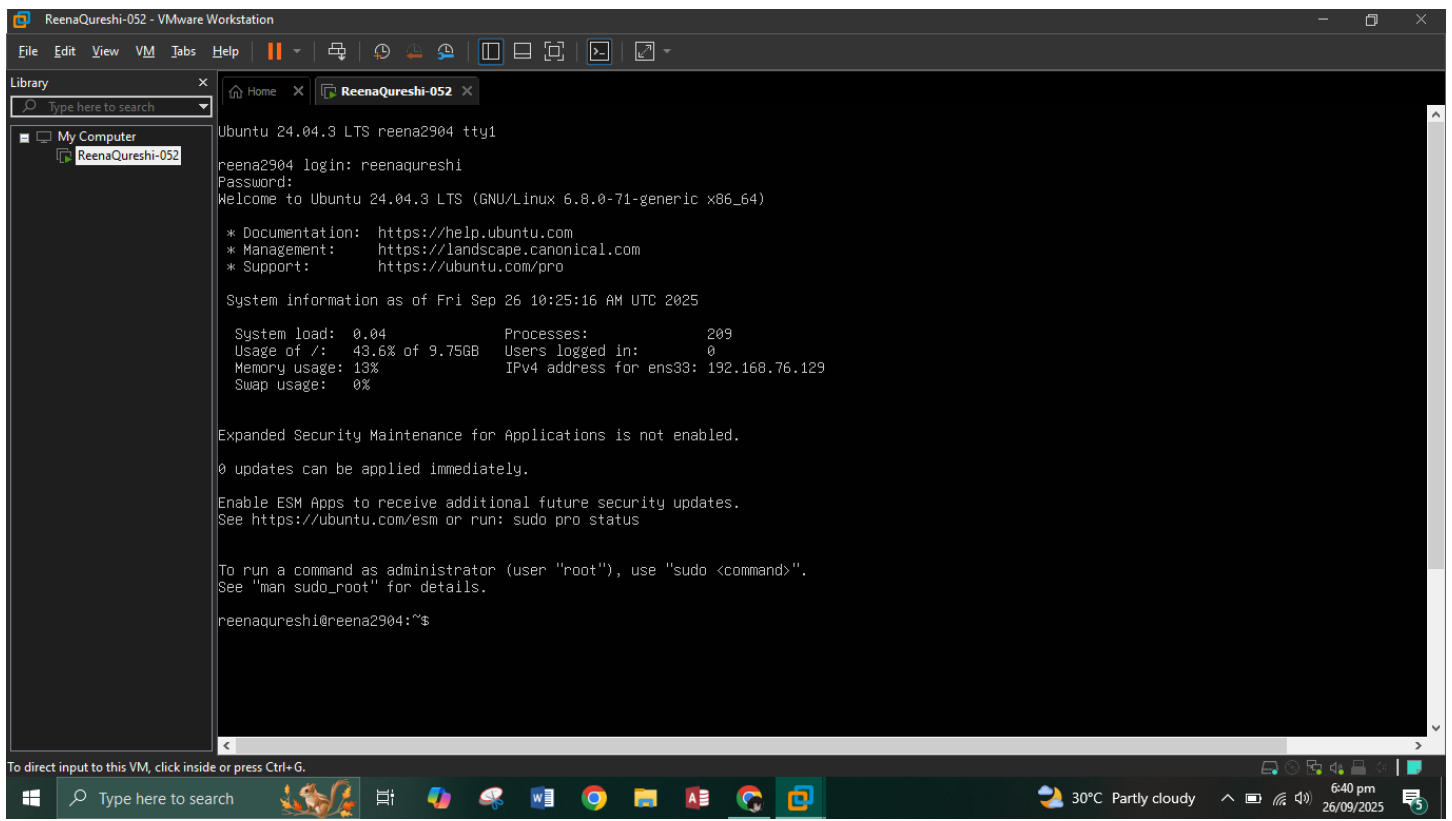 ReenaQureshi-052 - VMware Workstation
File Edit View VM Tabs Help
Library
Type here to search
My Computer
ReenaQureshi-052
Home
ReenaQureshi-052
Ubuntu 24.04.3 LTS reena2904 tty1
reena2904 login: reenaqureshi
Password:
Welcome to Ubuntu 24.04.3 LTS (GNU/Linux 6.8.0-71-generic x86_64)
* Documentation: https://help.ubuntu.com
* Management: https://landscape.canonical.com
* Support: https://ubuntu.com/pro
System information as of Fri Sep 26 10:25:16 AM UTC 2025
System load: 0.04 Processes: 209
Usage of /: 43.6% of 9.75GB Users logged in: 0
Memory usage: 13% IPv4 address for ens33: 192.168.76.129
Swap usage: 0%
Expanded Security Maintenance for Applications is not enabled.
0 updates can be applied immediately.
Enable ESM Apps to receive additional future security updates.
See https://ubuntu.com/esm or run: sudo pro status
To run a command as administrator (user "root"), use "sudo <command>".
See "man sudo_root" for details.
reenaqureshi@reena2904:~$
To direct input to this VM, click inside or press Ctrl+G.
Type here to search
30°C Partly cloudy
6:40 pm
26/09/2025
5